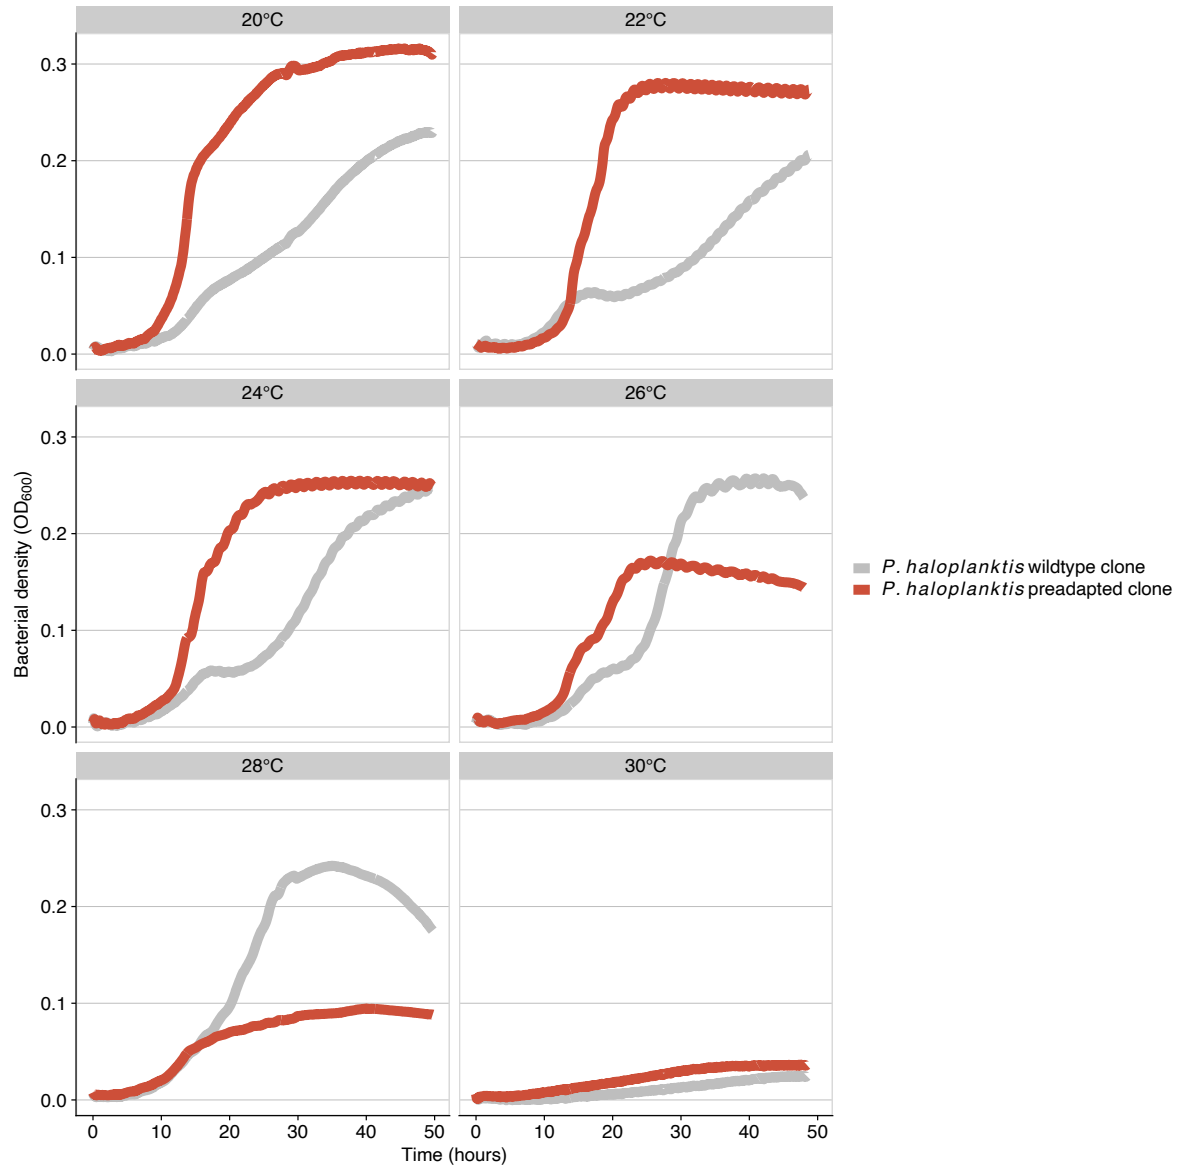 20°C
22°C
0.3
0.2
0.1
0.0
24°C
26°C
0.3
0.2
0.1
0.0
28°C
30°C
0.3
0.2
0.1
0.0
0 10 20 30 40 50
0 10 20 30 40 50
Time (hours)
Bacterial density (OD600)
P. haloplanktis wildtype clone
P. haloplanktis preadapted clone